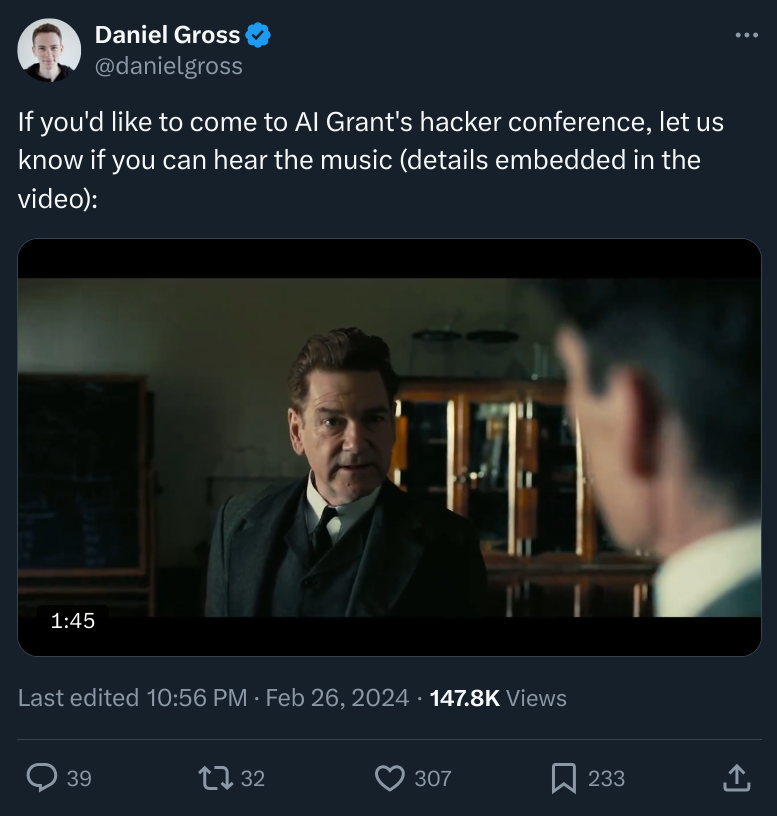 Daniel Gross
@danielgross
If you'd like to come to AI Grant's hacker conference, let us
know if you can hear the music (details embedded in the
video):
1:45
Last edited 10:56 PM · Feb 26, 2024 · 147.8K Views
39 32 307 233